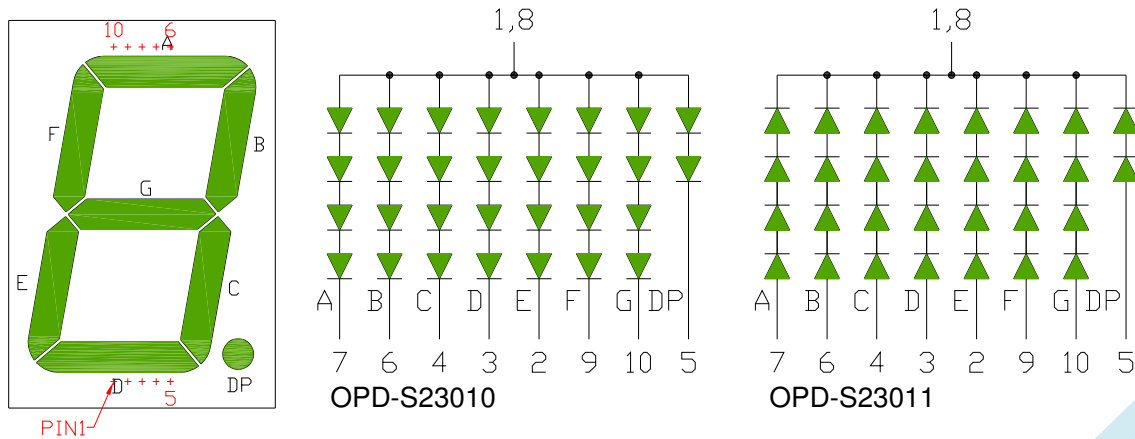 10 6
A
F
B
G
E
C
D
DP
5
PIN1
1,8
A B C D E F G DP
7 6 4 3 2 9 10 5
OPD-S23010
1,8
A B C D E F G DP
7 6 4 3 2 9 10 5
OPD-S23011